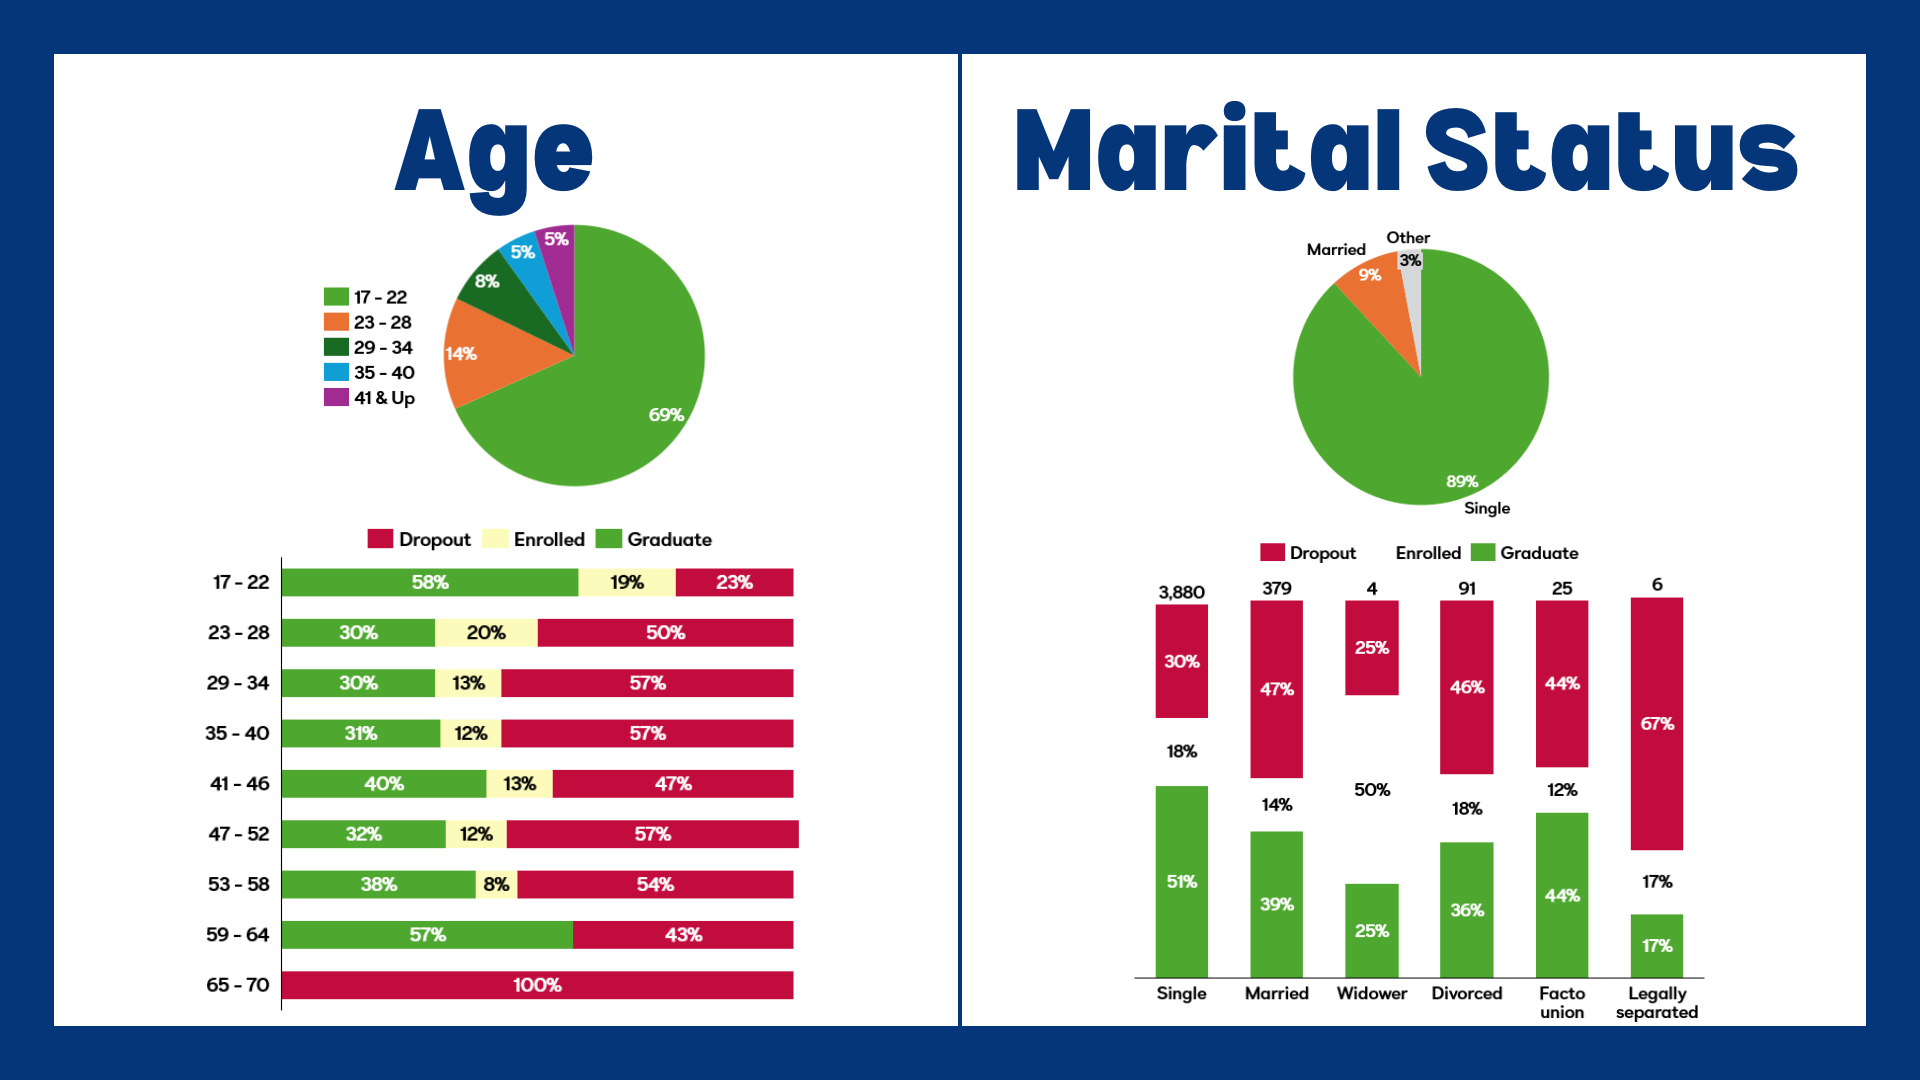 Age
5%
5%
8%
14%
69%
17 - 22
23 - 28
29 - 34
35 - 40
41 & Up
Dropout Enrolled Graduate
17 - 22 58% 19% 23%
23 - 28 30% 20% 50%
29 - 34 30% 13% 57%
35 - 40 31% 12% 57%
41 - 46 40% 13% 47%
47 - 52 32% 12% 57%
53 - 58 38% 8% 54%
59 - 64 57% 43%
65 - 70 100%
Marital Status
Other
Married
3%
9%
89%
Single
Dropout Enrolled Graduate
3,880 379 4 91 25 6
30% 47% 25% 46% 44% 67%
18% 14% 50% 18% 12% 17%
51% 39% 25% 36% 44% 17%
Single Married Widower Divorced Facto Legally
union separated